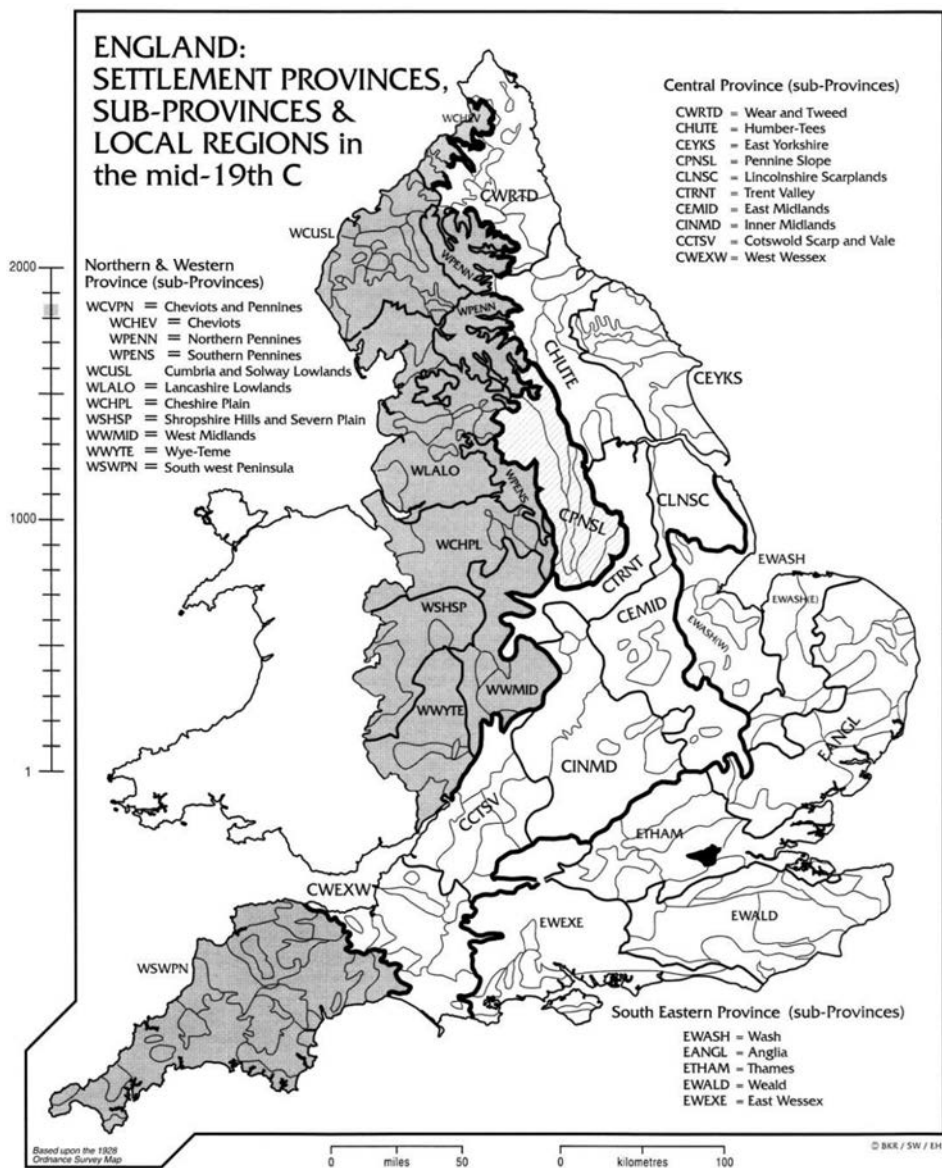 ENGLAND:
SETTLEMENT PROVINCES,
SUB-PROVINCES &
LOCAL REGIONS in
the mid-19th C
Central Province (sub-Provinces)
CWRTD = Wear and Tweed
CHUTE = Humber-Tees
CEYKS = East Yorkshire
CPNSL = Pennine Slope
CLNSC = Lincolnshire Scarplands
CTRNT = Trent Valley
CEMID = East Midlands
CINMD = Inner Midlands
CCTSV = Cotswold Scarp and Vale
CWEXW = West Wessex
Northern & Western
Province (sub-Provinces)
WCVPN = Cheviots and Pennines
WCHEV = Cheviots
WPENN = Northern Pennines
WPENS = Southern Pennines
WCUSL Cumbria and Solway Lowlands
WLALO = Lancashire Lowlands
WCHPL = Cheshire Plain
WSHSP = Shropshire Hills and Severn Plain
WWMID = West Midlands
WWYTE = Wye-Teme
WSWPN = South west Peninsula
2000
1000
1
WCHEV
CWRTD
WCUSL
WPENN
WPENN
CHUTE
CEYKS
WLALO
WPENS
CPNSL
CLNSC
WCHPL
CTRNT
EWASH
EWASH(E)
WSHSP
CEMID
EWASH(W)
WWMID
WWYTE
EANGL
CINMD
CCTSV
ETHAM
CWEXW
EWEXE
EWALD
WSWPN
South Eastern Province (sub-Provinces)
EWASH = Wash
EANGL = Anglia
ETHAM = Thames
EWALD = Weald
EWEXE = East Wessex
Based upon the 1928
Ordnance Survey Map
0 miles 50
0 kilometres 100
© BKR / SW / EH